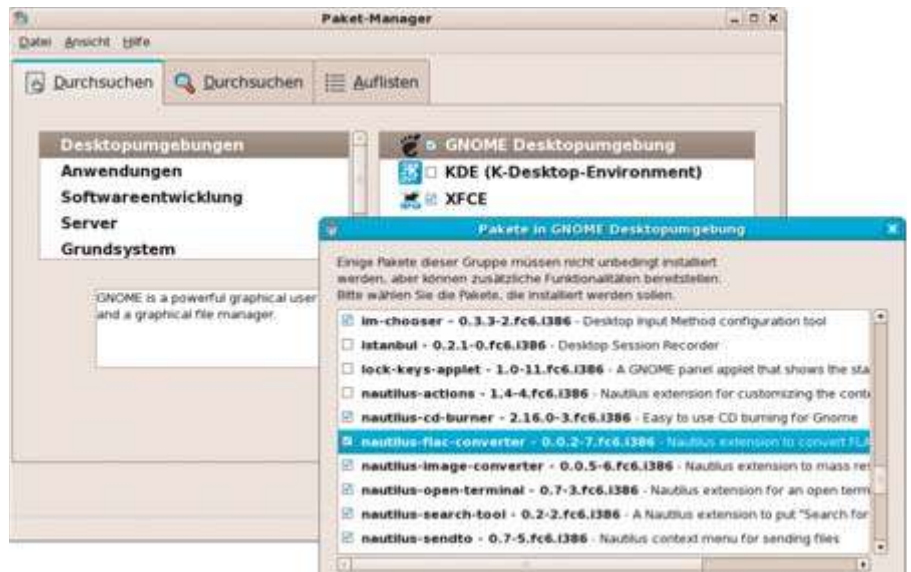 Paket-Manager
Datei Ansicht Hilfe
Durchsuchen Durchsuchen Auflisten
Desktopumgebungen
Anwendungen
Softwareentwicklung
Server
Grundsystem
GNOME Desktopumgebung
KDE (K-Desktop-Environment)
XFCE
GNOME is a powerful graphical user
and a graphical file manager.
Pakete in GNOME Desktopumgebung
Einige Pakete dieser Gruppe müssen nicht unbedingt installiert
werden, aber können zusätzliche Funktionalitäten bereitstellen.
Bitte wählen Sie die Pakete, die installiert werden sollen.
im-chooser - 0.3.3-2.fc6.i386 - Desktop Input Method configuration tool
istanbul - 0.2.1-0.fc6.i386 - Desktop Session Recorder
lock-keys-applet - 1.0-11.fc6.i386 - A GNOME panel applet that shows the sta
nautilus-actions - 1.4-4.fc6.i386 - Nautilus extension for customizing the cont
nautilus-cd-burner - 2.16.0-3.fc6.i386 - Easy to use CD burning for Gnome
nautilus-flac-converter - 0.0.2-7.fc6.i386 - Nautilus extension to convert FLA
nautilus-image-converter - 0.0.5-6.fc6.i386 - Nautilus extension to mass re
nautilus-open-terminal - 0.7-3.fc6.i386 - Nautilus extension for an open term
nautilus-search-tool - 0.2-2.fc6.i386 - A Nautilus extension to put "Search for
nautilus-sendto - 0.7-5.fc6.i386 - Nautilus context menu for sending files